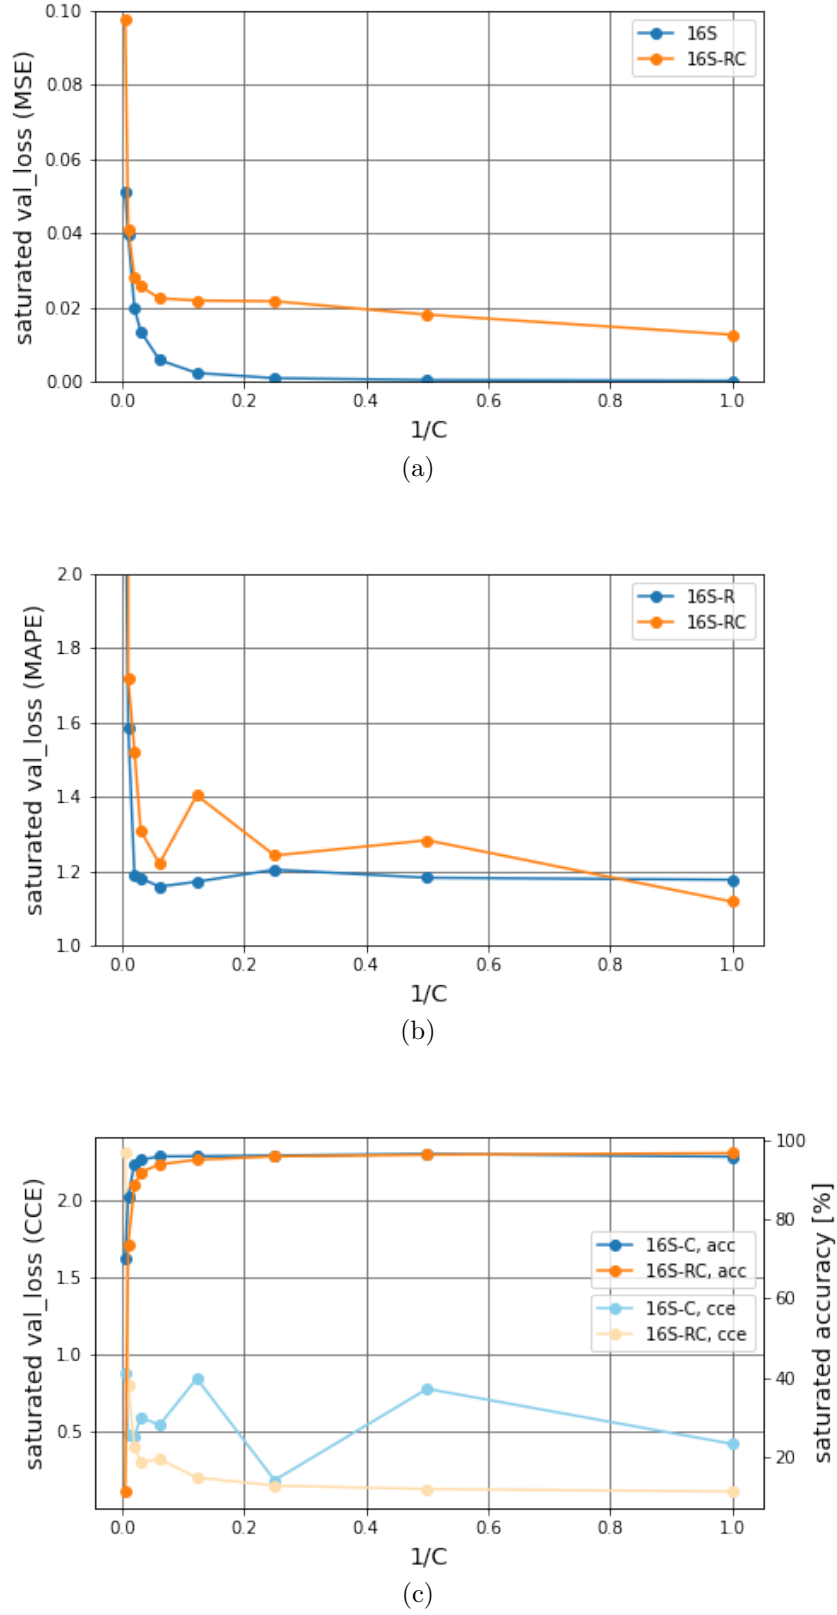 0.10
0.08
0.06
0.04
0.02
0.00
saturated val_loss (MSE)
16S
16S-RC
0.0 0.2 0.4 0.6 0.8 1.0
1/C
(a)
2.0
1.8
1.6
1.4
1.2
1.0
saturated val_loss (MAPE)
16S-R
16S-RC
0.0 0.2 0.4 0.6 0.8 1.0
1/C
(b)
2.0
1.5
1.0
0.5
saturated val_loss (CCE)
16S-C, acc
16S-RC, acc
16S-C, cce
16S-RC, cce
100
80
60
40
20
saturated accuracy [%]
0.0 0.2 0.4 0.6 0.8 1.0
1/C
(c)